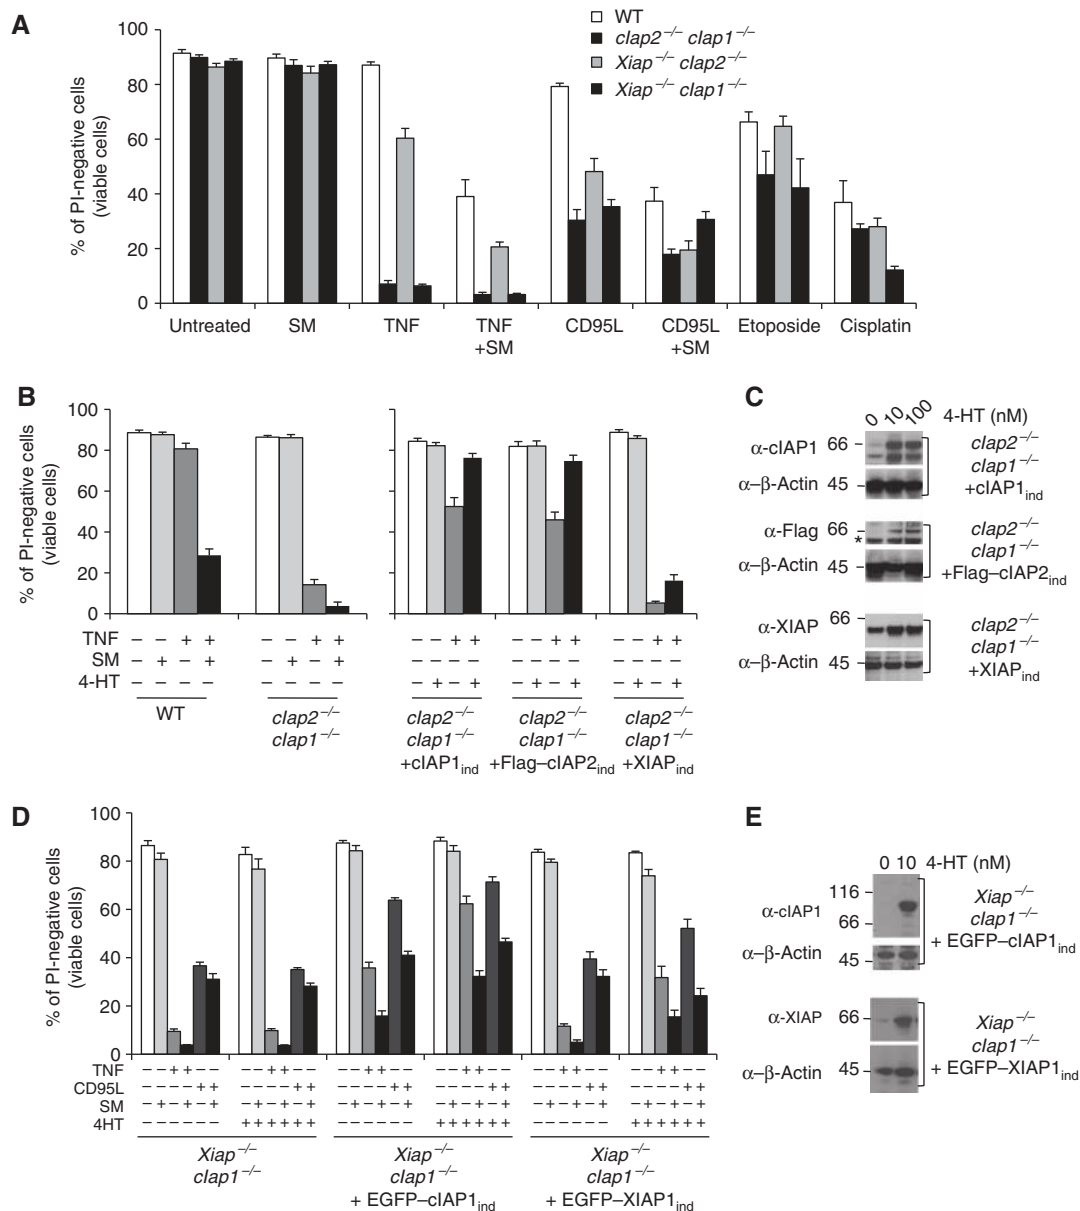 A
% of PI-negative cells
(viable cells)
100
80
60
40
20
0
WT
cIap2–/– cIap1–/–
Xiap–/– cIap2–/–
Xiap–/– cIap1–/–
Untreated SM TNF TNF +SM CD95L CD95L +SM Etoposide Cisplatin
B
% of PI-negative cells
(viable cells)
100
80
60
40
20
0
TNF – – + + – – + + – – + + – – + + – – + +
SM – + – + – + – + – – – – – – – – – – – –
4-HT – – – – – – – – – + – + – + – + – + – +
WT
cIap2–/–
cIap1–/–
cIap2–/–
cIap1–/–
+cIAP1ind
cIap2–/–
cIap1–/–
+Flag–cIAP2ind
cIap2–/–
cIap1–/–
+XIAPind
C
0 10 100 4-HT (nM)
α-cIAP1 66
α–β-Actin 45
cIap2–/–
cIap1–/–
+cIAP1ind
α-Flag 66
*
α–β-Actin 45
cIap2–/–
cIap1–/–
+Flag–cIAP2ind
α-XIAP 66
α–β-Actin 45
cIap2–/–
cIap1–/–
+XIAPind
D
% of PI-negative cells
(viable cells)
100
80
60
40
20
0
TNF – – + + – – – – + + – – – – + + – – – – + + – – – – + + – – – – + + – –
CD95L – – – – + + – – – – + + – – – – + + – – – – + + – – – – + + – – – – + +
SM – + – + – + – + – + – + – + – + – + – + – + – + – + – + – + – + – + – +
4HT – – – – – – + + + + + + – – – – – – + + + + + + – – – – – – + + + + + +
Xiap–/–
cIap1–/–
Xiap–/–
cIap1–/–
+ EGFP–cIAP1ind
Xiap–/–
cIap1–/–
+ EGFP–XIAP1ind
E
0 10 4-HT (nM)
116
α-cIAP1
66
α–β-Actin 45
Xiap–/–
cIap1–/–
+ EGFP–cIAP1ind
α-XIAP 66
α–β-Actin 45
Xiap–/–
cIap1–/–
+ EGFP–XIAP1ind